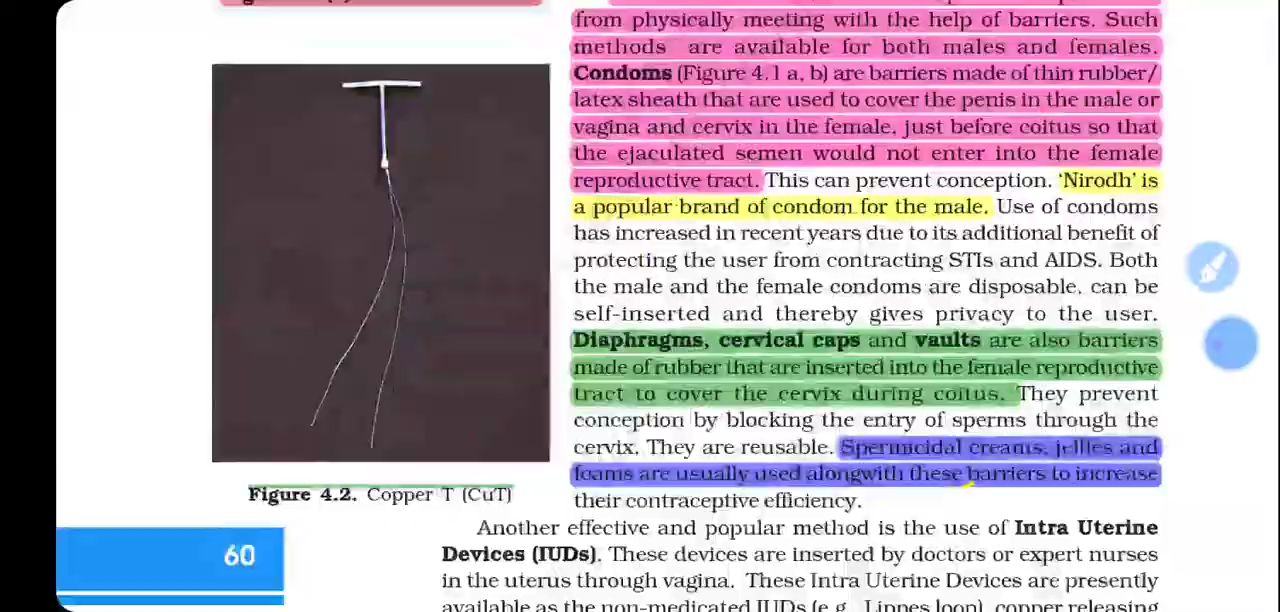 from physically meeting with the help of barriers. Such
methods are available for both males and females.
Condoms (Figure 4.1 a, b) are barriers made of thin rubber/
latex sheath that are used to cover the penis in the male or
vagina and cervix in the female, just before coitus so that
the ejaculated semen would not enter into the female
reproductive tract. This can prevent conception. 'Nirodh' is
a popular brand of condom for the male. Use of condoms
has increased in recent years due to its additional benefit of
protecting the user from contracting STIs and AIDS. Both
the male and the female condoms are disposable, can be
self-inserted and thereby gives privacy to the user.
Diaphragms, cervical caps and vaults are also barriers
made of rubber that are inserted into the female reproductive
tract to cover the cervix during coitus. They prevent
conception by blocking the entry of sperms through the
cervix. They are reusable. Spermicidal creams, jellies and
foams are usually used alongwith these barriers to increase
their contraceptive efficiency.
Figure 4.2. Copper T (CuT)
Another effective and popular method is the use of Intra Uterine
Devices (IUDs). These devices are inserted by doctors or expert nurses
in the uterus through vagina. These Intra Uterine Devices are presently
available as the non-medicated IUDs (e.g., Lippes loop), copper releasing
60